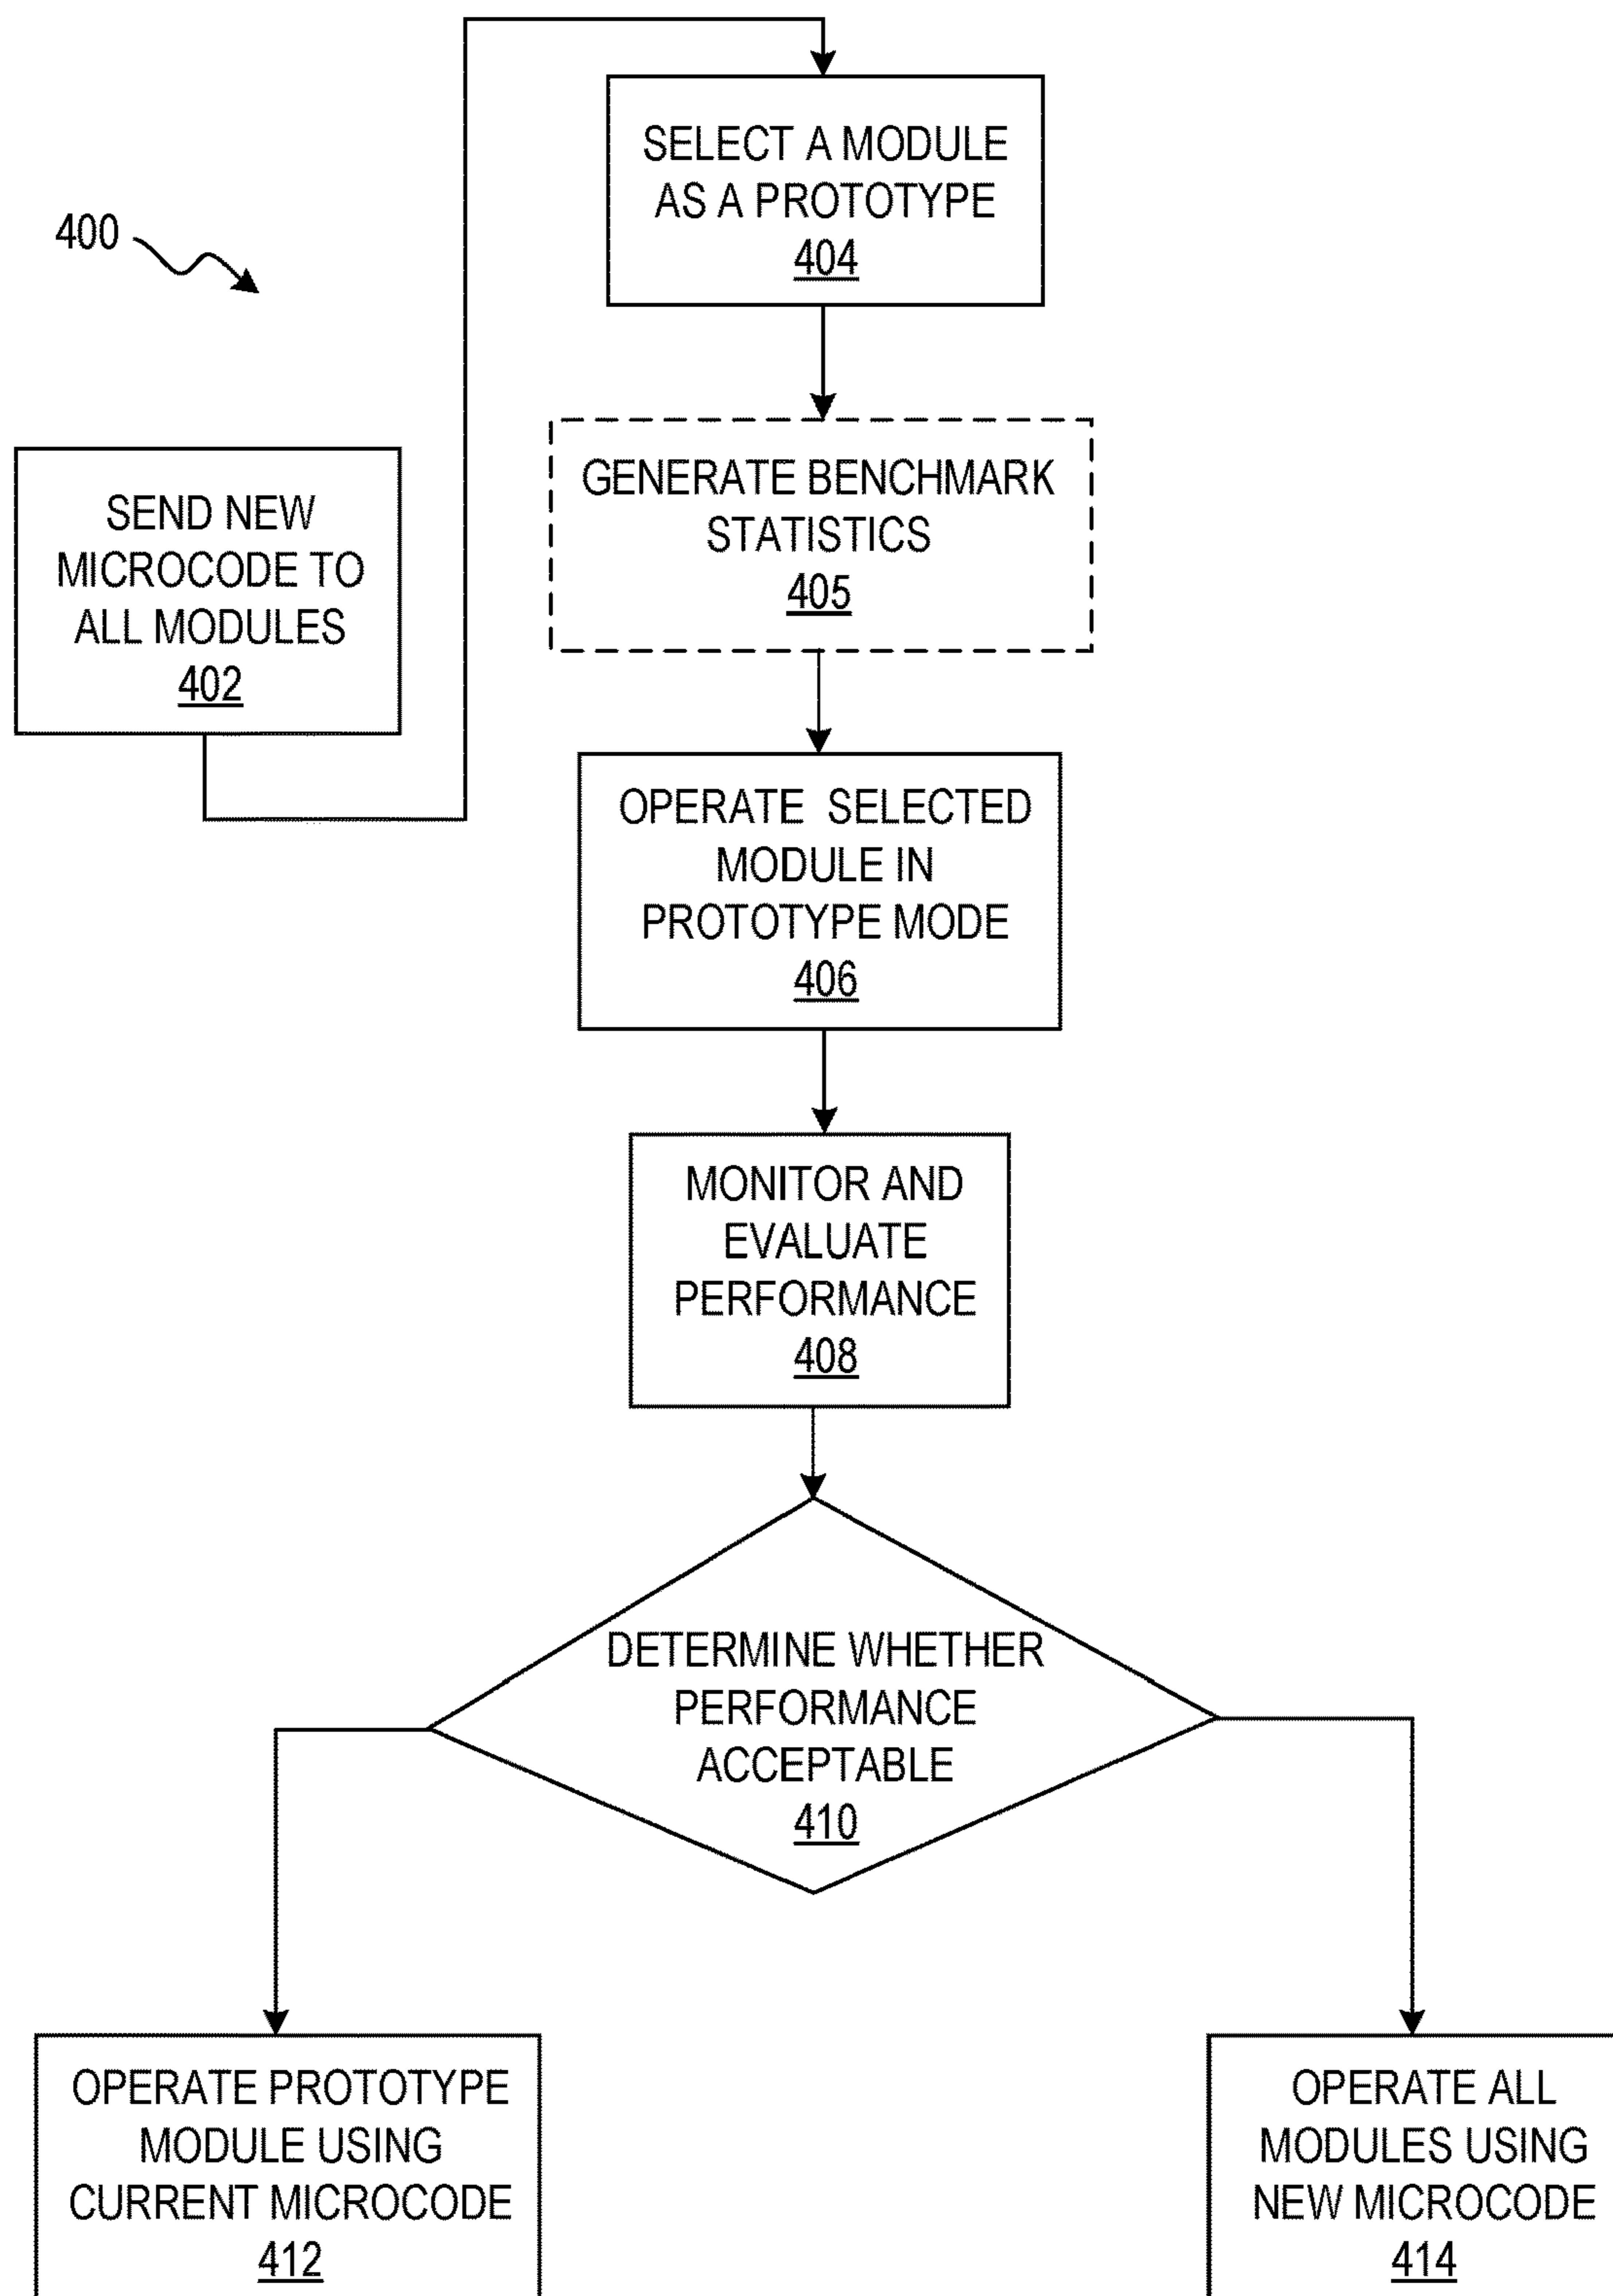 400
SEND NEW
MICROCODE TO
ALL MODULES
402
SELECT A MODULE
AS A PROTOTYPE
404
GENERATE BENCHMARK
STATISTICS
405
OPERATE SELECTED
MODULE IN
PROTOTYPE MODE
406
MONITOR AND
EVALUATE
PERFORMANCE
408
DETERMINE WHETHER
PERFORMANCE
ACCEPTABLE
410
OPERATE PROTOTYPE
MODULE USING
CURRENT MICROCODE
412
OPERATE ALL
MODULES USING
NEW MICROCODE
414